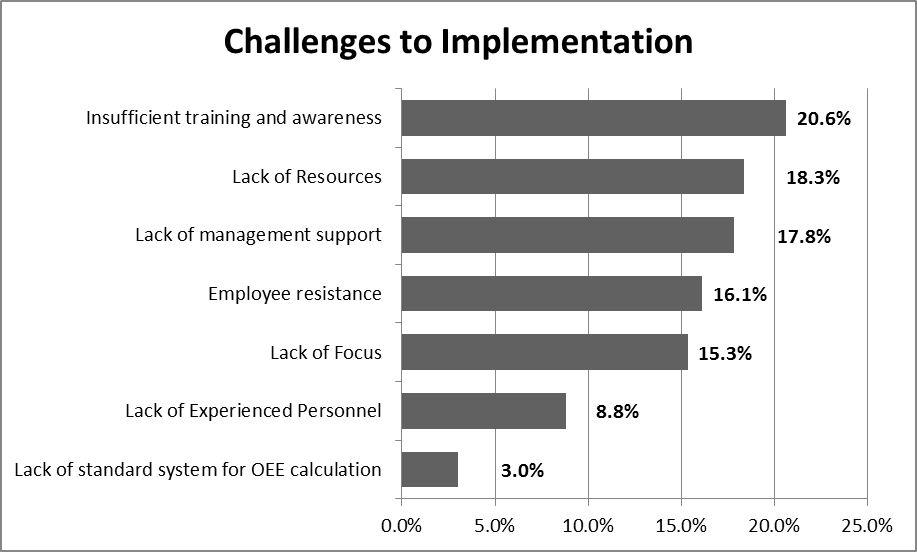 Challenges to Implementation
Insufficient training and awareness 20.6%
Lack of Resources 18.3%
Lack of management support 17.8%
Employee resistance 16.1%
Lack of Focus 15.3%
Lack of Experienced Personnel 8.8%
Lack of standard system for OEE calculation 3.0%
0.0% 5.0% 10.0% 15.0% 20.0% 25.0%